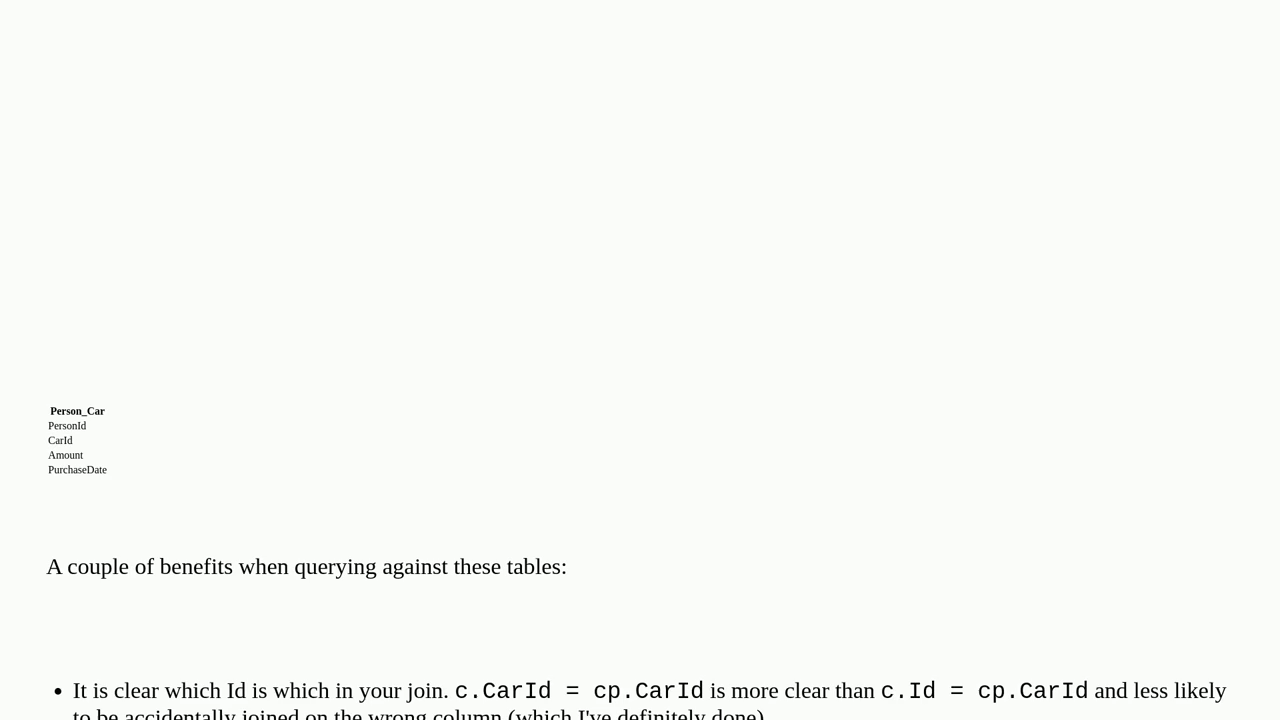 Person_Car
PersonId
CarId
Amount
PurchaseDate
A couple of benefits when querying against these tables:
• It is clear which Id is which in your join. c.CarId = cp.CarId is more clear than c.Id = cp.CarId and less likely
to be accidentally joined on the wrong column (which I've definitely done).